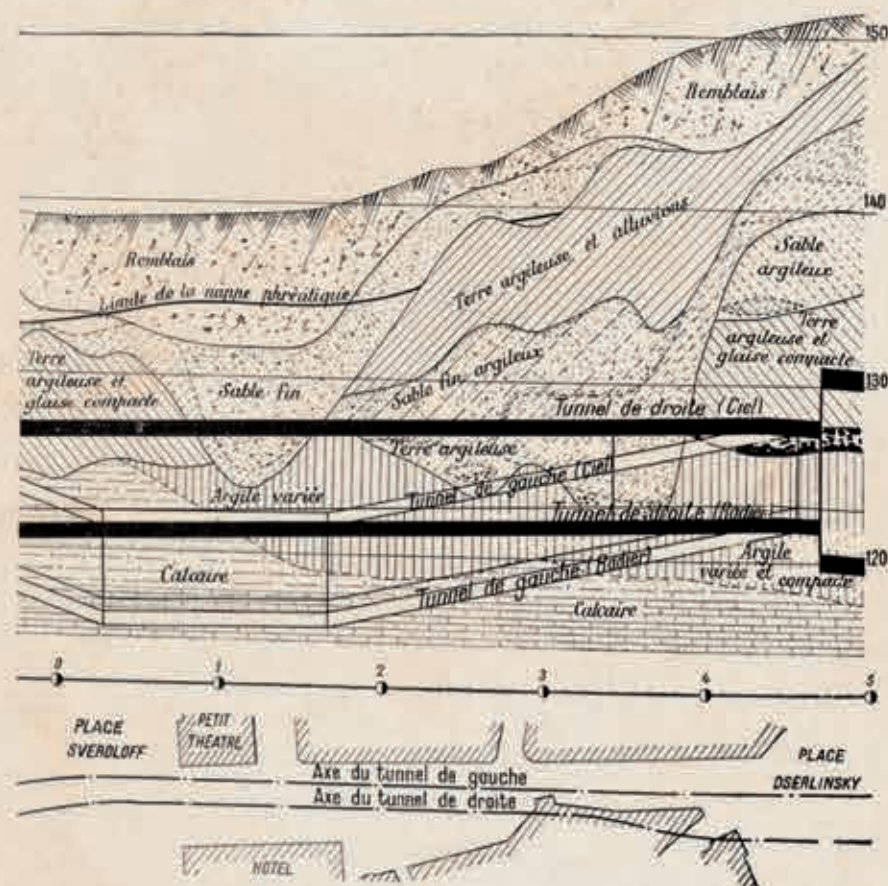 150
Remblais
140
Remblais
Terre argileuse et alluvions
Sable
argileux
Limite de la nappe phréatique
Terre
argileuse et
glaise compacte
Terre
argileuse et
glaise compacte
130
Sable fin
Sable fin argileux
Tunnel de droite (Ciel)
Terre argileuse
Tunnel de gauche (Ciel)
Argile variée
Tunnel de droite (Radier)
120
Argile
variée et
compacte
Calcaire
Tunnel de gauche (Radier)
Calcaire
0 1 2 3 4 5
PLACE
SVERDLOFF
PETIT
THÉATRE
PLACE
DSERLINSKY
Axe du tunnel de gauche
Axe du tunnel de droite
HOTEL